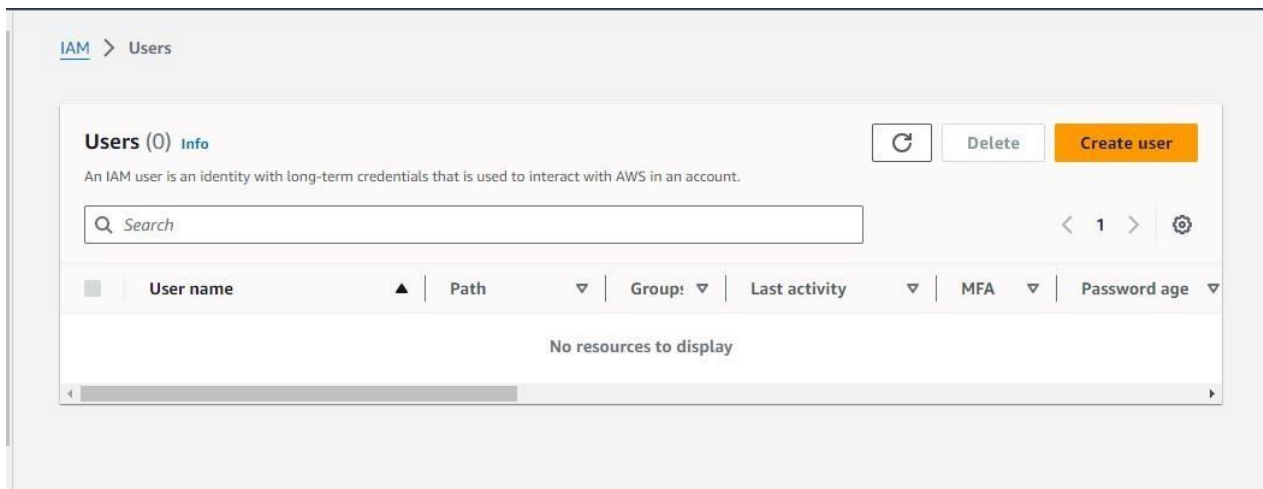 IAM > Users
Users (0) Info
Delete
Create user
An IAM user is an identity with long-term credentials that is used to interact with AWS in an account.
Search
1
User name Path Groups Last activity MFA Password age
No resources to display